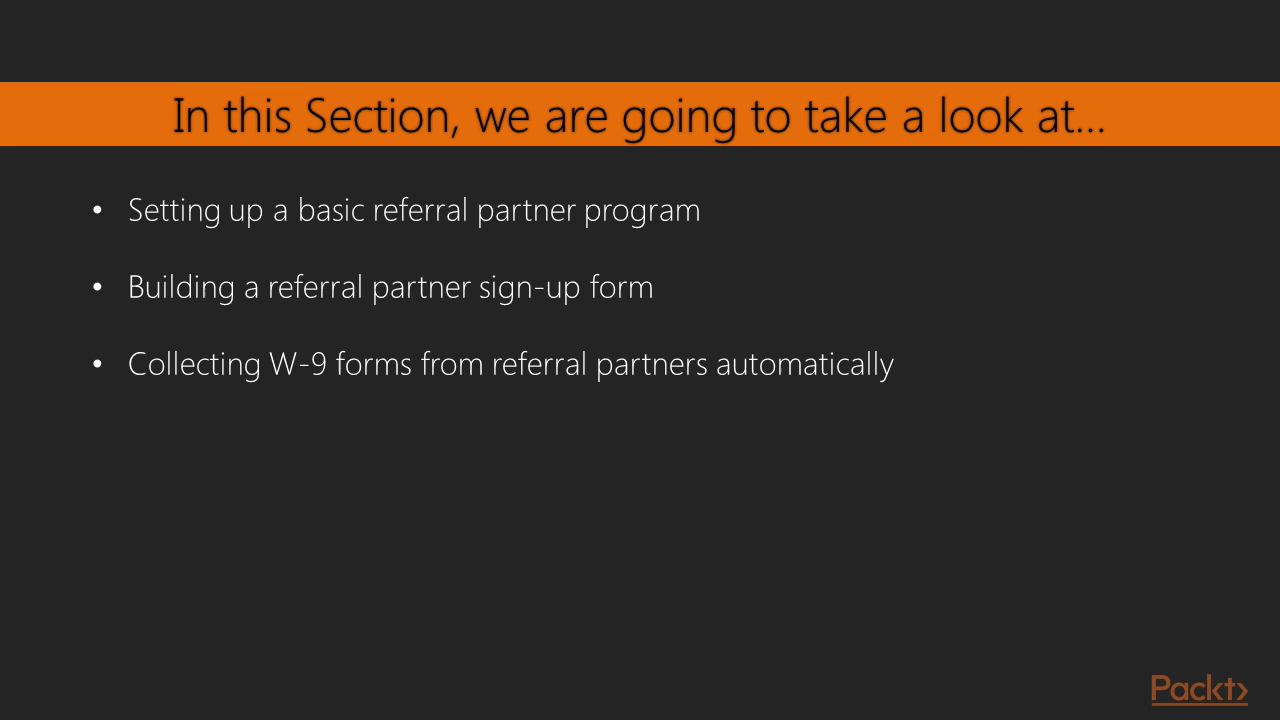 In this Section, we are going to take a look at...
• Setting up a basic referral partner program
• Building a referral partner sign-up form
• Collecting W-9 forms from referral partners automatically
Packt>